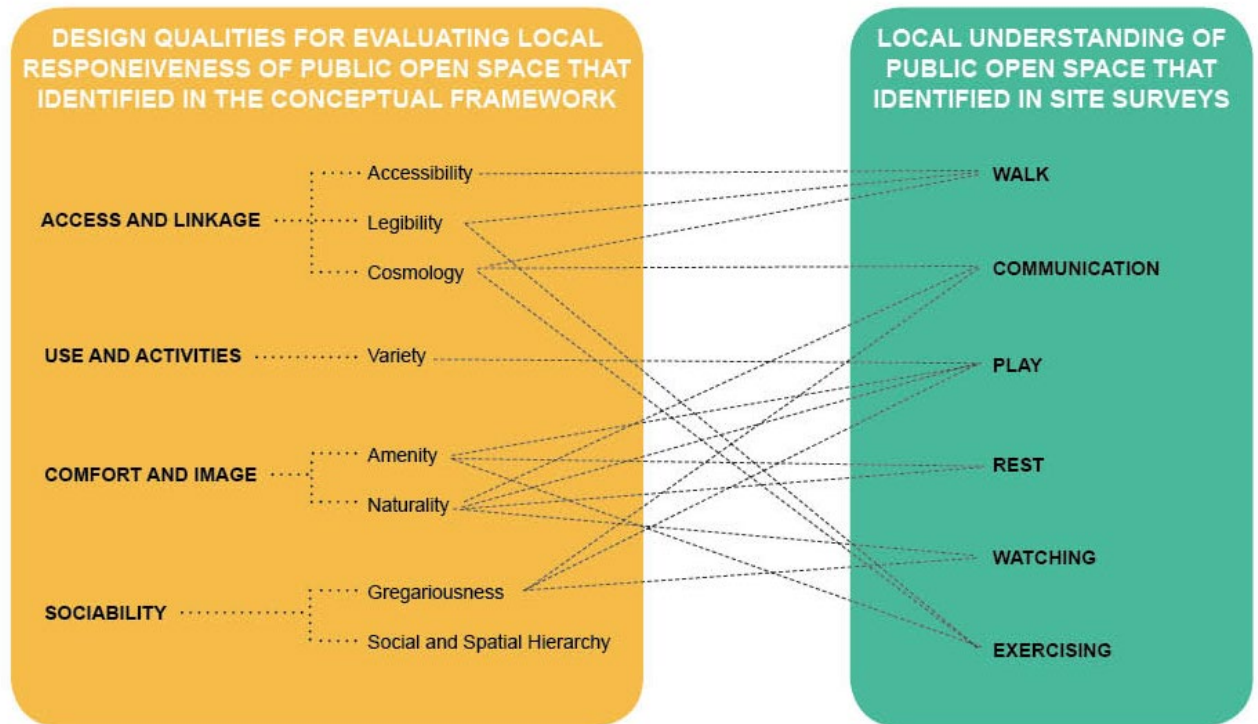 DESIGN QUALITIES FOR EVALUATING LOCAL
RESPONEIVENESS OF PUBLIC OPEN SPACE THAT
IDENTIFIED IN THE CONCEPTUAL FRAMEWORK
ACCESS AND LINKAGE
Accessibility
Legibility
Cosmology
USE AND ACTIVITIES
Variety
COMFORT AND IMAGE
Amenity
Naturality
SOCIABILITY
Gregariousness
Social and Spatial Hierarchy
LOCAL UNDERSTANDING OF
PUBLIC OPEN SPACE THAT
IDENTIFIED IN SITE SURVEYS
WALK
COMMUNICATION
PLAY
REST
WATCHING
EXERCISING